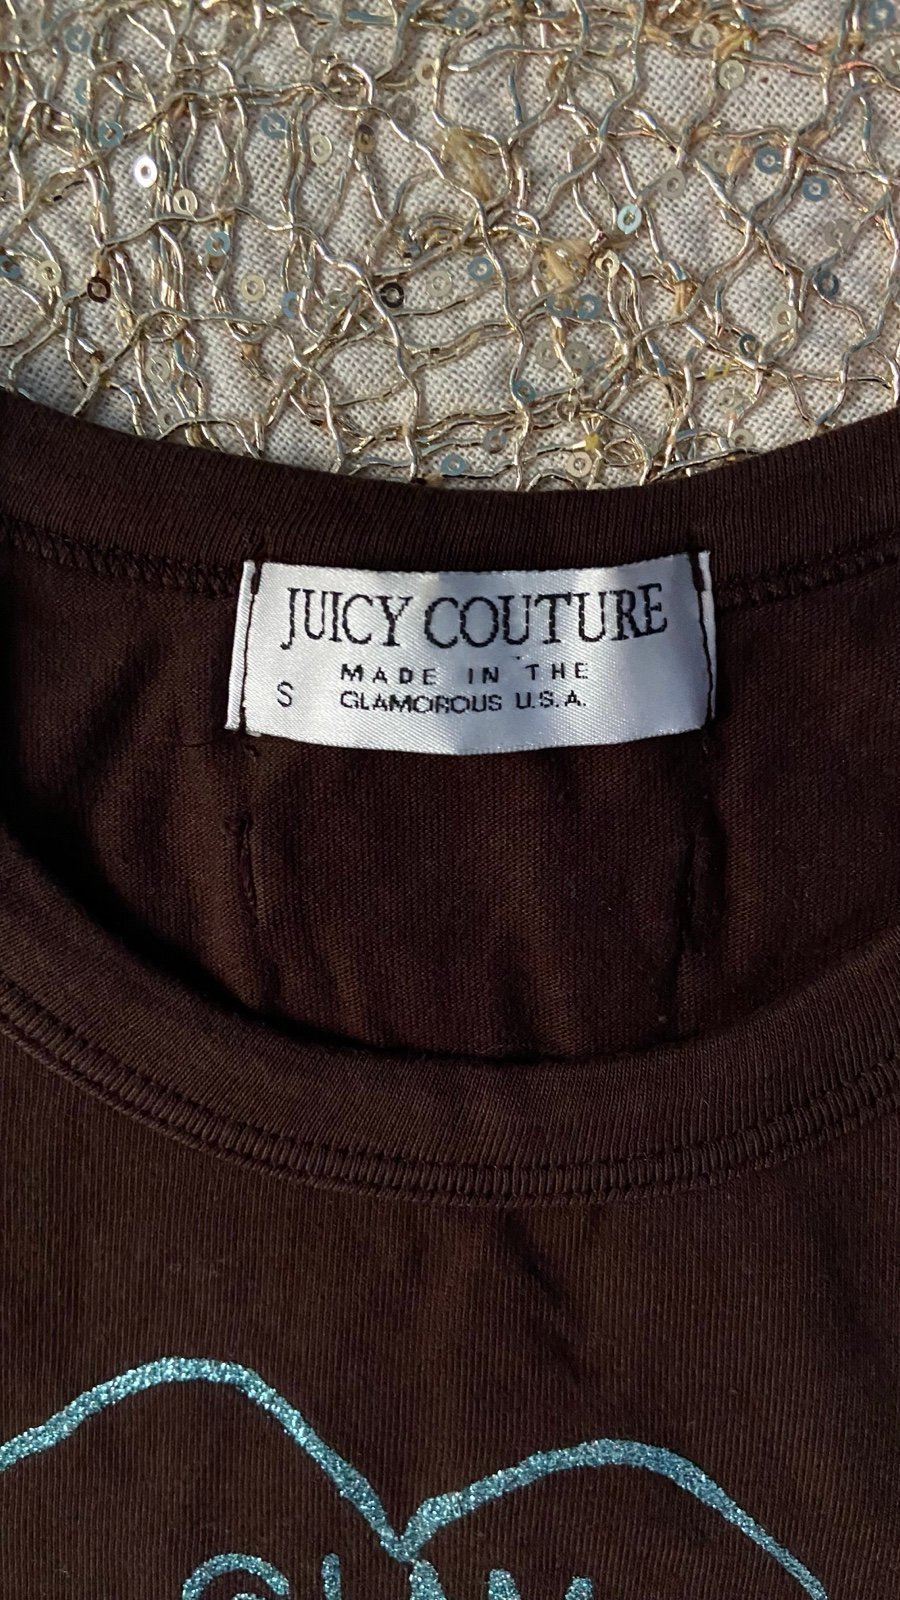 JUICY COUTURE
MADE IN THE
S GLAMOROUS U.S.A.